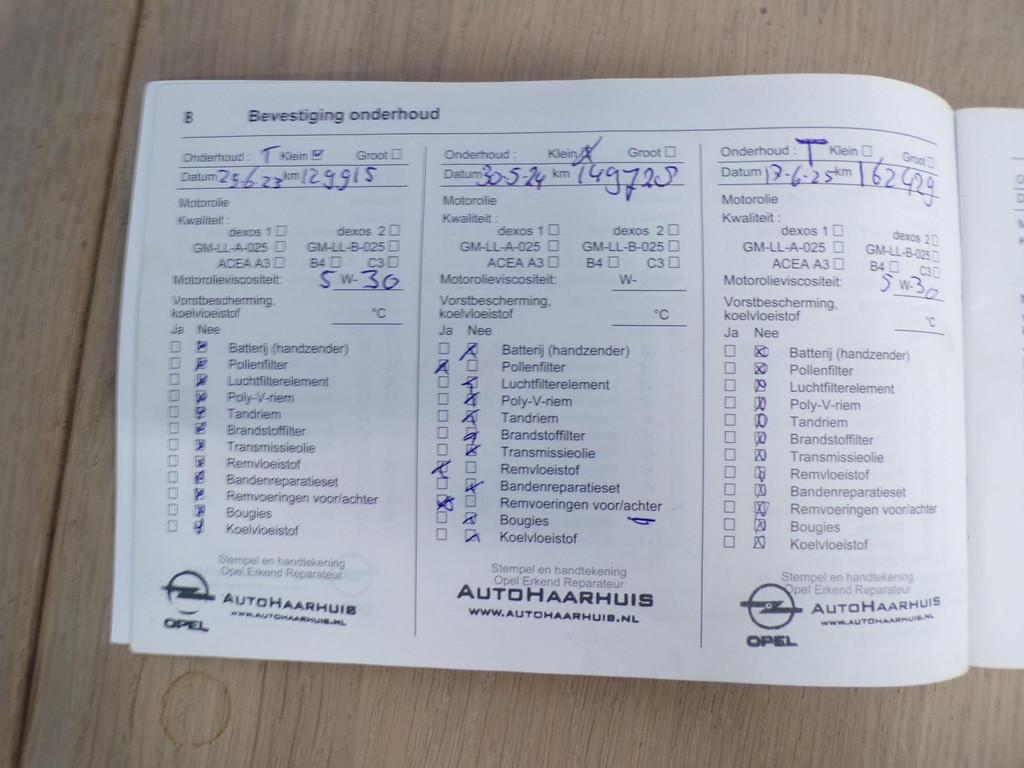 8 Bevestiging onderhoud
Onderhoud : T Klein ☑ Groot ☐
Datum 29-6-23 km 129915
Motorolie
Kwaliteit :
dexos 1 ☐ dexos 2 ☐
GM-LL-A-025 ☐ GM-LL-B-025 ☐
ACEA A3 ☐ B4 ☐ C3 ☐
Motorolieviscositeit: 5 W- 30
Vorstbescherming,
koelvloeistof °C
Ja Nee
☐ ☒ Batterij (handzender)
☐ ☒ Pollenfilter
☐ ☒ Luchtfilterelement
☐ ☒ Poly-V-riem
☐ ☒ Tandriem
☐ ☒ Brandstoffilter
☐ ☒ Transmissieolie
☐ ☒ Remvloeistof
☐ ☒ Bandenreparatieset
☐ ☒ Remvoeringen voor/achter
☐ ☒ Bougies
☐ ☒ Koelvloeistof
Stempel en handtekening
Opel Erkend Reparateur
AUTOHAARHUIS
WWW.AUTOHAARHUIS.NL
OPEL
Onderhoud : Klein ☒ Groot ☐
Datum 30-5-24 km 149728
Motorolie
Kwaliteit :
dexos 1 ☐ dexos 2 ☐
GM-LL-A-025 ☐ GM-LL-B-025 ☐
ACEA A3 ☐ B4 ☐ C3 ☐
Motorolieviscositeit: W-
Vorstbescherming,
koelvloeistof °C
Ja Nee
☐ ☒ Batterij (handzender)
☒ ☐ Pollenfilter
☐ ☒ Luchtfilterelement
☐ ☒ Poly-V-riem
☐ ☒ Tandriem
☐ ☒ Brandstoffilter
☐ ☒ Transmissieolie
☒ ☐ Remvloeistof
☐ ☒ Bandenreparatieset
☒ ☐ Remvoeringen voor/achter
☐ ☒ Bougies
☐ ☒ Koelvloeistof
Stempel en handtekening
Opel Erkend Reparateur
AUTOHAARHUIS
WWW.AUTOHAARHUIS.NL
Onderhoud : T Klein ☐ Groot ☐
Datum 17-6-25 km 162429
Motorolie
Kwaliteit :
dexos 1 ☐ dexos 2 ☐
GM-LL-A-025 ☐ GM-LL-B-025 ☐
ACEA A3 ☐ B4 ☐ C3 ☐
Motorolieviscositeit: 5 W-30
Vorstbescherming,
koelvloeistof °C
Ja Nee
☐ ☒ Batterij (handzender)
☐ ☒ Pollenfilter
☐ ☒ Luchtfilterelement
☐ ☒ Poly-V-riem
☐ ☒ Tandriem
☐ ☒ Brandstoffilter
☐ ☒ Transmissieolie
☐ ☒ Remvloeistof
☐ ☒ Bandenreparatieset
☐ ☒ Remvoeringen voor/achter
☐ ☒ Bougies
☐ ☒ Koelvloeistof
Stempel en handtekening
Opel Erkend Reparateur
AUTOHAARHUIS
WWW.AUTOHAARHUIS.NL
OPEL